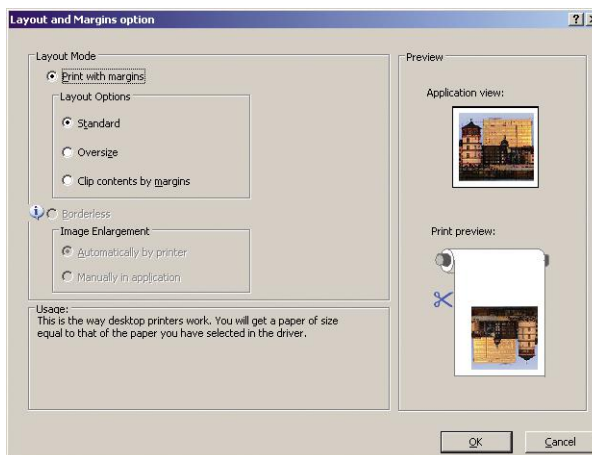 Layout and Margins option
Layout Mode
Print with margins
Layout Options
Standard
Oversize
Clip contents by margins
Borderless
Image Enlargement
Automatically by printer
Manually in application
Usage:
This is the way desktop printers work. You will get a paper of size
equal to that of the paper you have selected in the driver.
Preview
Application view:
Print preview:
OK
Cancel